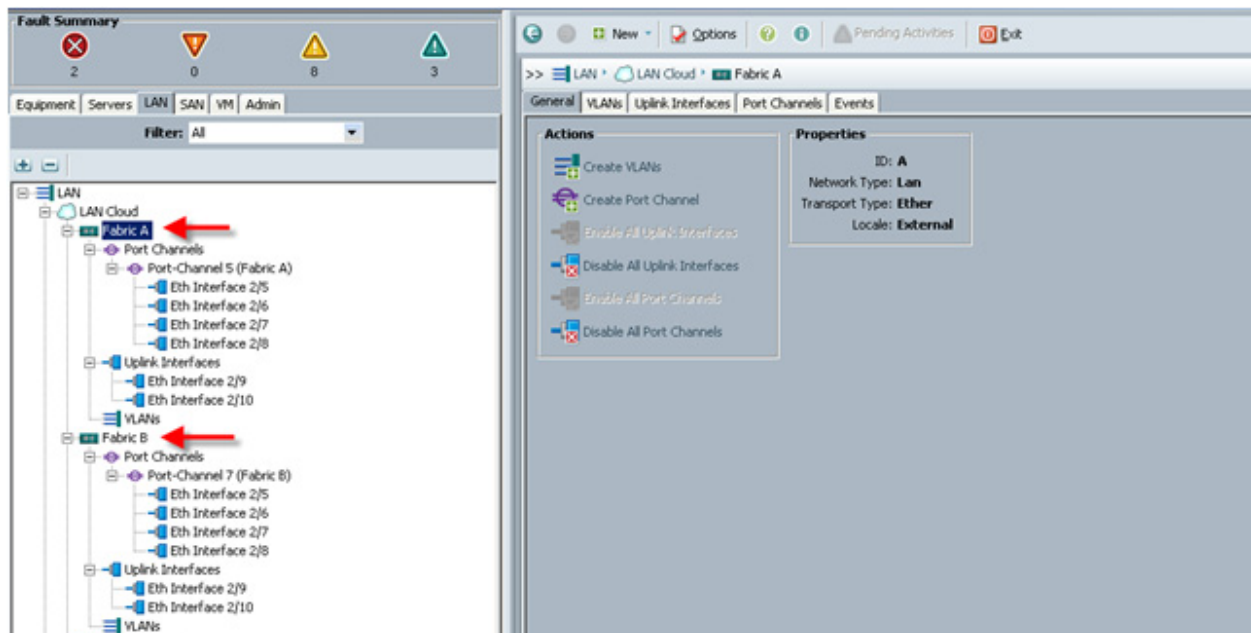 Fault Summary
2 0 8 3
Equipment Servers LAN SAN VM Admin
Filter: All
LAN
LAN Cloud
Fabric A
Port Channels
Port-Channel 5 (Fabric A)
Eth Interface 2/5
Eth Interface 2/6
Eth Interface 2/7
Eth Interface 2/8
Uplink Interfaces
Eth Interface 2/9
Eth Interface 2/10
VLANs
Fabric B
Port Channels
Port-Channel 7 (Fabric B)
Eth Interface 2/5
Eth Interface 2/6
Eth Interface 2/7
Eth Interface 2/8
Uplink Interfaces
Eth Interface 2/9
Eth Interface 2/10
VLANs
New Options Pending Activities Exit
>> LAN LAN Cloud Fabric A
General VLANs Uplink Interfaces Port Channels Events
Actions
Create VLANs
Create Port Channel
Enable All Uplink Interfaces
Disable All Uplink Interfaces
Enable All Port Channels
Disable All Port Channels
Properties
ID: A
Network Type: Lan
Transport Type: Ether
Locale: External